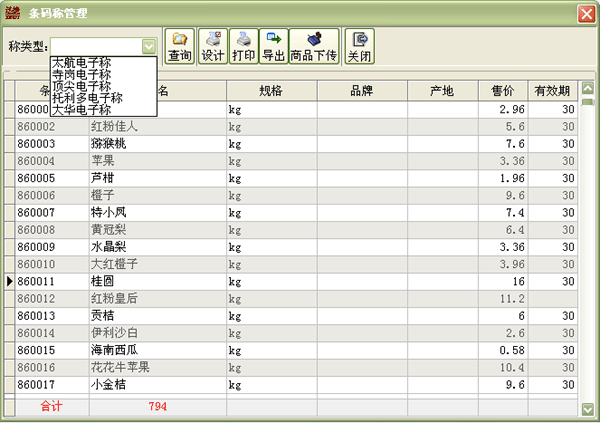 条码称管理
称类型:
查询 设计 打印 导出 商品下传 关闭
太航电子称
寺岗电子称
顶尖电子称
托利多电子称
大华电子称
条 名 规格 品牌 产地 售价 有效期
86000 kg 2.96 30
860002 红粉佳人 kg 5.6 30
860003 猕猴桃 kg 7.6 30
860004 苹果 kg 3.36 30
860005 芦柑 kg 1.96 30
860006 橙子 kg 9.6 30
860007 特小凤 kg 7.4 30
860008 黄冠梨 kg 6.4 30
860009 水晶梨 kg 3.36 30
860010 大红橙子 kg 3.96 30
860011 桂圆 kg 16 30
860012 红粉皇后 kg 11.2
860013 贡桔 kg 6 30
860014 伊利沙白 kg 2.6 30
860015 海南西瓜 kg 0.58 30
860016 花花牛苹果 kg 10.4 30
860017 小金桔 kg 9.6 30
合计 794